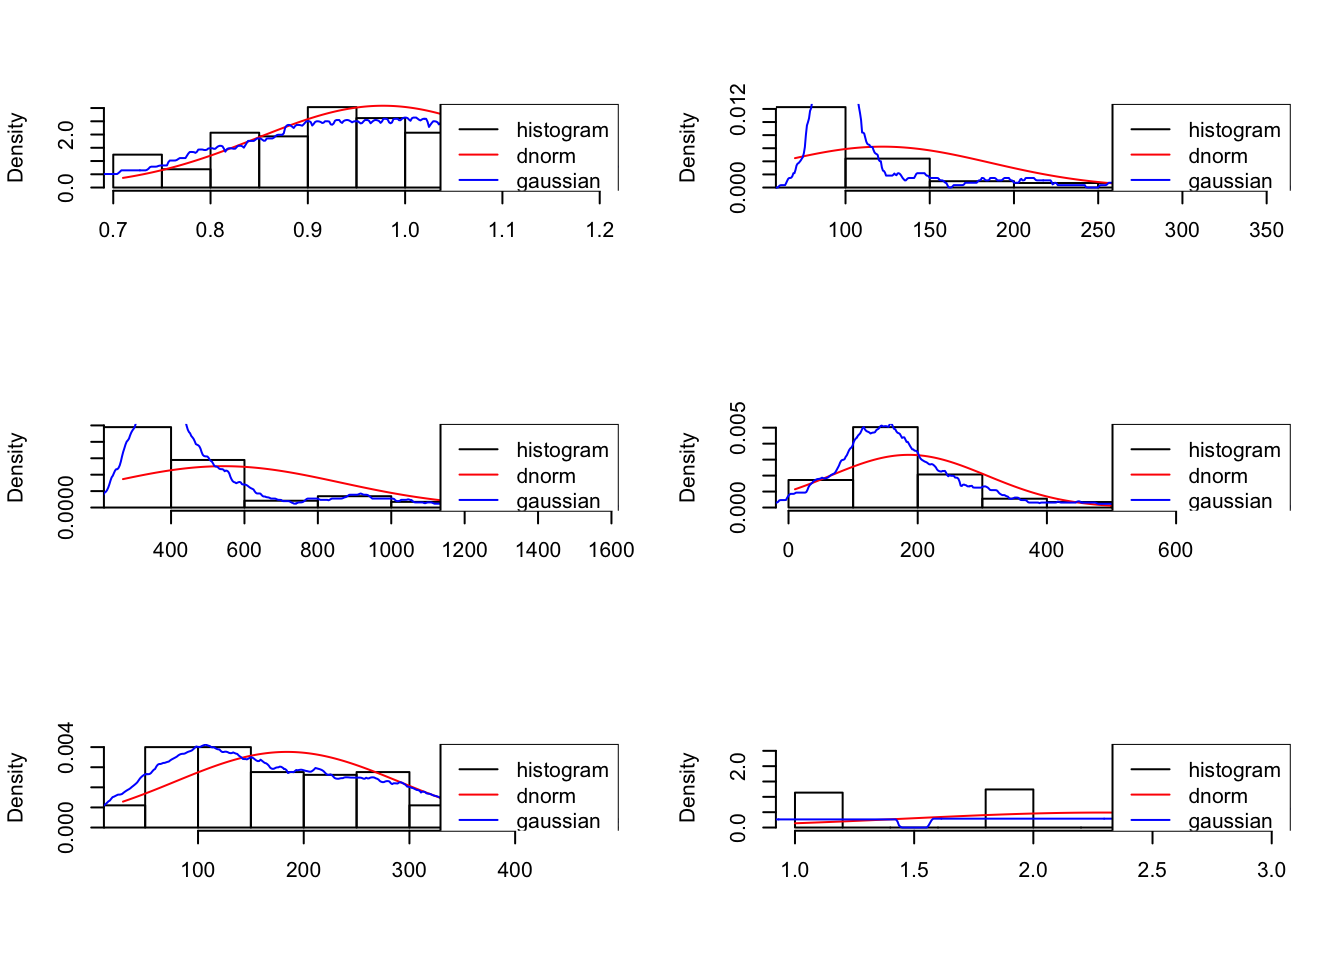 Density
0.0 2.0
histogram
dnorm
gaussian
0.7 0.8 0.9 1.0 1.1 1.2
Density
0.000 0.012
histogram
dnorm
gaussian
100 150 200 250 300 350
Density
0.0000
histogram
dnorm
gaussian
400 600 800 1000 1200 1400 1600
Density
0.000 0.005
histogram
dnorm
gaussian
0 200 400 600
Density
0.000 0.004
histogram
dnorm
gaussian
100 200 300 400
Density
0.0 2.0
histogram
dnorm
gaussian
1.0 1.5 2.0 2.5 3.0